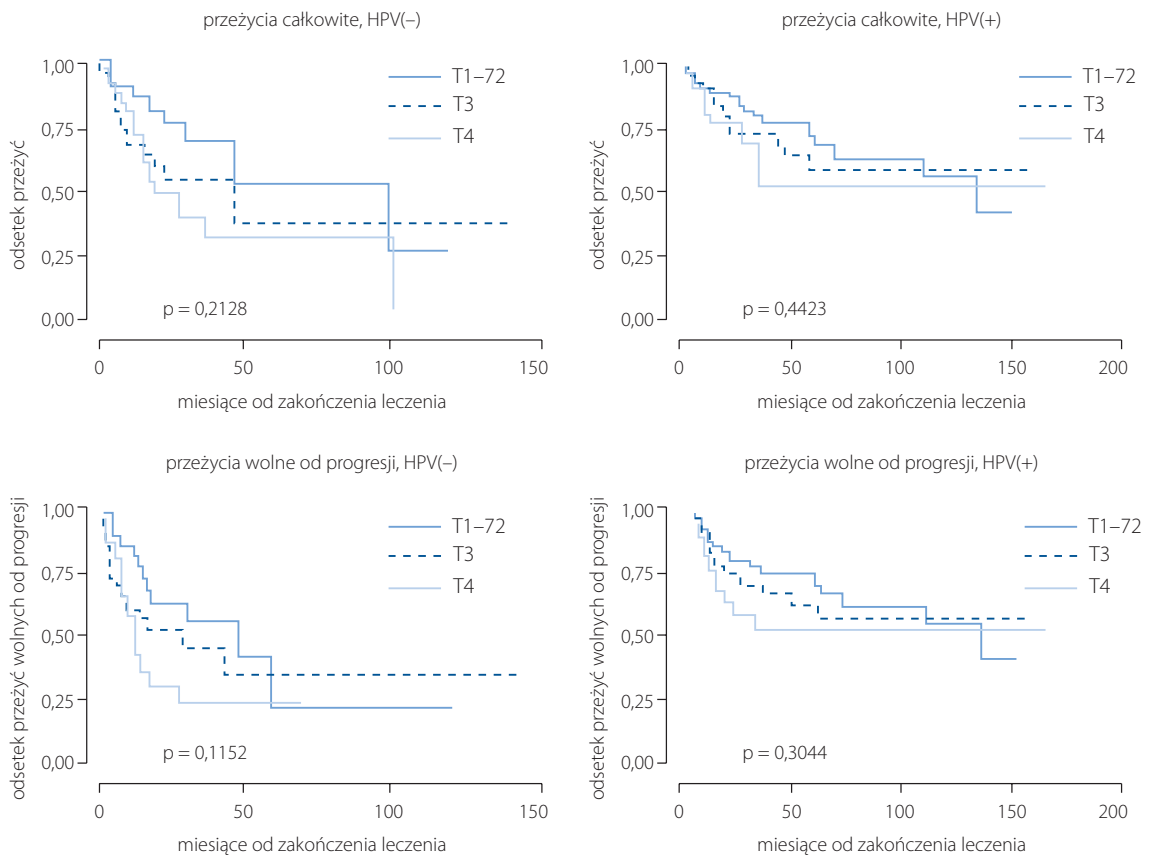 przeżycia całkowite, HPV(–)
odsetek przeżyć
1,00
0,75
0,50
0,25
0,00
T1–72
T3
T4
p = 0,2128
0 50 100 150
miesiące od zakończenia leczenia
przeżycia całkowite, HPV(+)
odsetek przeżyć
1,00
0,75
0,50
0,25
0,00
T1–72
T3
T4
p = 0,4423
0 50 100 150 200
miesiące od zakończenia leczenia
przeżycia wolne od progresji, HPV(–)
odsetek przeżyć wolnych od progresji
1,00
0,75
0,50
0,25
0,00
T1–72
T3
T4
p = 0,1152
0 50 100 150
miesiące od zakończenia leczenia
przeżycia wolne od progresji, HPV(+)
odsetek przeżyć wolnych od progresji
1,00
0,75
0,50
0,25
0,00
T1–72
T3
T4
p = 0,3044
0 50 100 150 200
miesiące od zakończenia leczenia